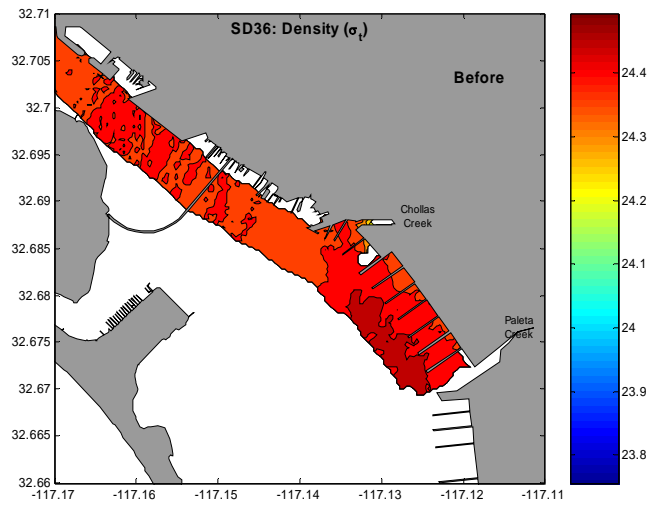 32.71
SD36: Density (σt)
32.705
24.4
Before
32.7
24.3
32.695
24.2
32.69
Chollas
Creek
32.685
24.1
32.68
24
Paleta
Creek
32.675
32.67
23.9
32.665
23.8
32.66
-117.17 -117.16 -117.15 -117.14 -117.13 -117.12 -117.11